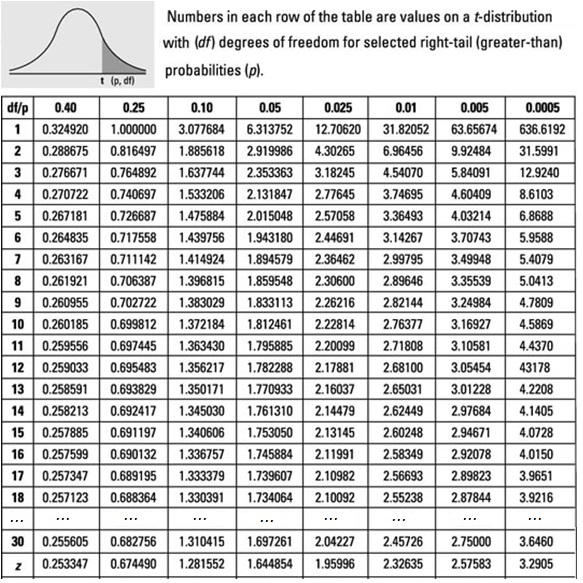 Numbers in each row of the table are values on a t-distribution
with (df) degrees of freedom for selected right-tail (greater-than)
probabilities (p).
t (p, df)
df/p 0.40 0.25 0.10 0.05 0.025 0.01 0.005 0.0005
1 0.324920 1.000000 3.077684 6.313752 12.70620 31.82052 63.65674 636.6192
2 0.288675 0.816497 1.885618 2.919986 4.30265 6.96456 9.92484 31.5991
3 0.276671 0.764892 1.637744 2.353363 3.18245 4.54070 5.84091 12.9240
4 0.270722 0.740697 1.533206 2.131847 2.77645 3.74695 4.60409 8.6103
5 0.267181 0.726687 1.475884 2.015048 2.57058 3.36493 4.03214 6.8688
6 0.264835 0.717558 1.439756 1.943180 2.44691 3.14267 3.70743 5.9588
7 0.263167 0.711142 1.414924 1.894579 2.36462 2.99795 3.49948 5.4079
8 0.261921 0.706387 1.396815 1.859548 2.30600 2.89646 3.35539 5.0413
9 0.260955 0.702722 1.383029 1.833113 2.26216 2.82144 3.24984 4.7809
10 0.260185 0.699812 1.372184 1.812461 2.22814 2.76377 3.16927 4.5869
11 0.259556 0.697445 1.363430 1.795885 2.20099 2.71808 3.10581 4.4370
12 0.259033 0.695483 1.356217 1.782288 2.17881 2.68100 3.05454 43178
13 0.258591 0.693829 1.350171 1.770933 2.16037 2.65031 3.01228 4.2208
14 0.258213 0.692417 1.345030 1.761310 2.14479 2.62449 2.97684 4.1405
15 0.257885 0.691197 1.340606 1.753050 2.13145 2.60248 2.94671 4.0728
16 0.257599 0.690132 1.336757 1.745884 2.11991 2.58349 2.92078 4.0150
17 0.257347 0.689195 1.333379 1.739607 2.10982 2.56693 2.89823 3.9651
18 0.257123 0.688364 1.330391 1.734064 2.10092 2.55238 2.87844 3.9216
... ... ... ... ... ... ... ... ...
30 0.255605 0.682756 1.310415 1.697261 2.04227 2.45726 2.75000 3.6460
z 0.253347 0.674490 1.281552 1.644854 1.95996 2.32635 2.57583 3.2905